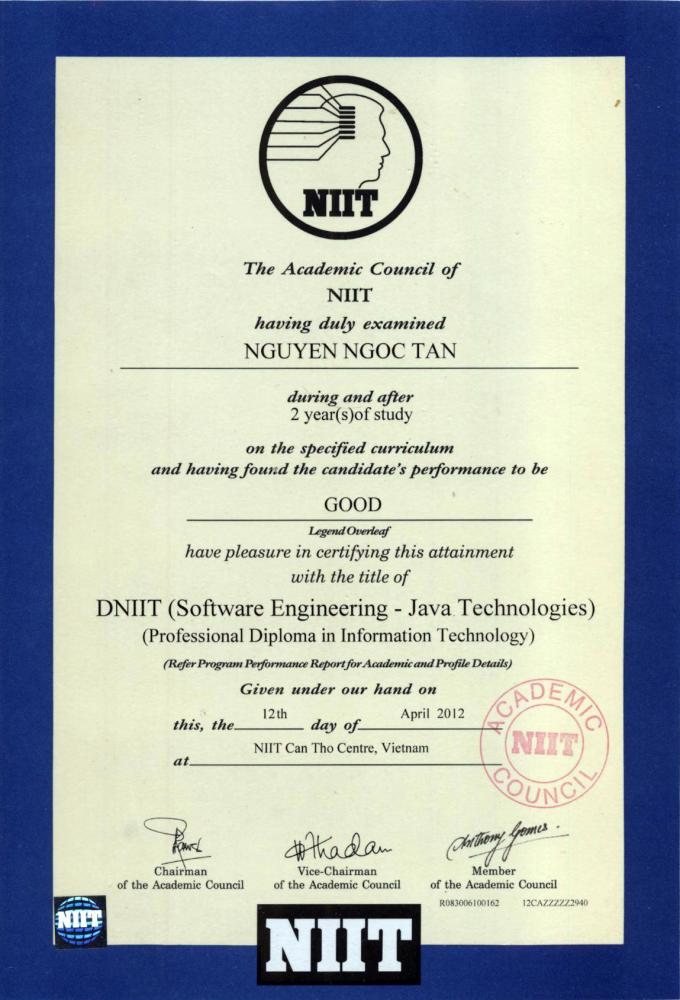 NIIT
The Academic Council of
NIIT
having duly examined
NGUYEN NGOC TAN
during and after
2 year(s)of study
on the specified curriculum
and having found the candidate's performance to be
GOOD
Legend Overleaf
have pleasure in certifying this attainment
with the title of
DNIIT (Software Engineering - Java Technologies)
(Professional Diploma in Information Technology)
(Refer Program Performance Report for Academic and Profile Details)
Given under our hand on
this, the 12th day of April 2012
at NIIT Can Tho Centre, Vietnam
ACADEMIC
NIIT
COUNCIL
Anthony Gomes
Chairman
of the Academic Council
Vice-Chairman
of the Academic Council
Member
of the Academic Council
R083006100162 12CAZZZZZ2940
NIIT
NIIT